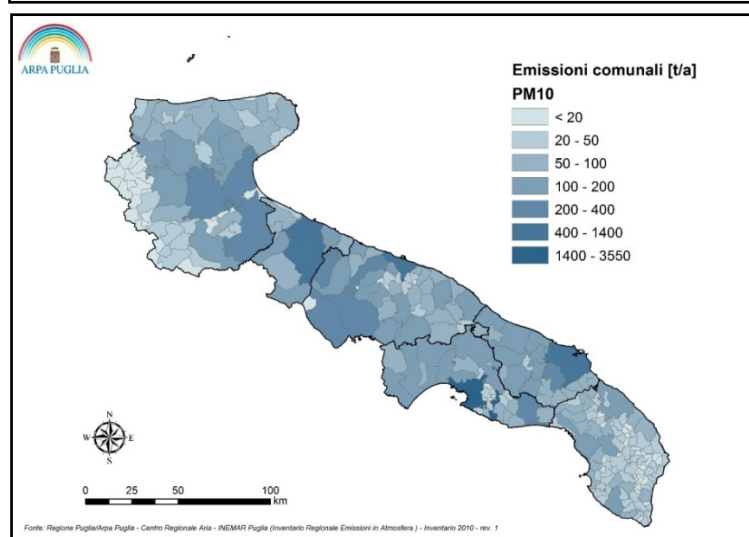 ARPA PUGLIA
Emissioni comunali [t/a]
PM10
< 20
20 - 50
50 - 100
100 - 200
200 - 400
400 - 1400
1400 - 3550
N
W E
S
0 25 50 100
km
Fonte: Regione Puglia/Arpa Puglia - Centro Regionale Aria - INEMAR Puglia (Inventario Regionale Emissioni in Atmosfera ) - Inventario 2010 - rev. 1